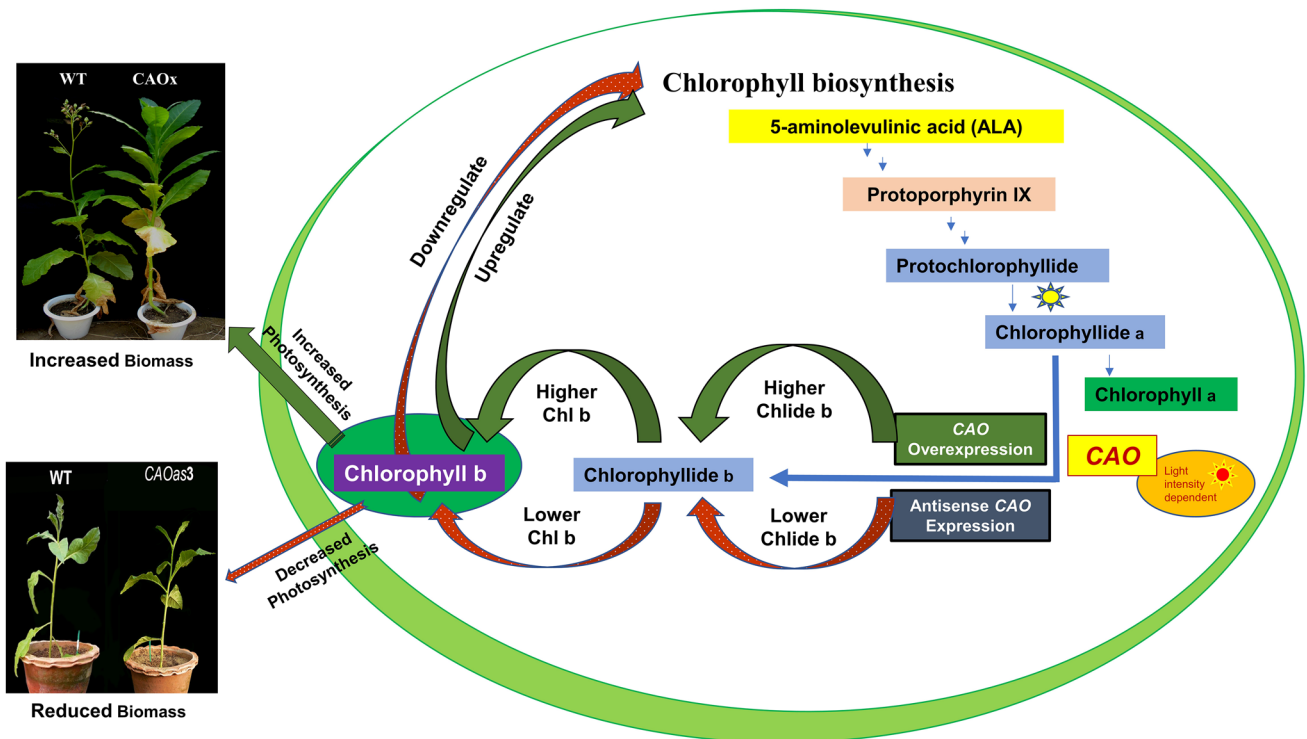 WT CAOx
Increased Biomass
WT CAOas3
Reduced Biomass
Chlorophyll biosynthesis
5-aminolevulinic acid (ALA)
Protoporphyrin IX
Protochlorophyllide
Chlorophyllide a
Chlorophyll a
Downregulate
Upregulate
Increased
Photosynthesis
Higher
Chl b
Higher
Chlide b
CAO
Overexpression
CAO
Light
intensity
dependent
Chlorophyll b
Chlorophyllide b
Antisense CAO
Expression
Lower
Chl b
Lower
Chlide b
Decreased
Photosynthesis